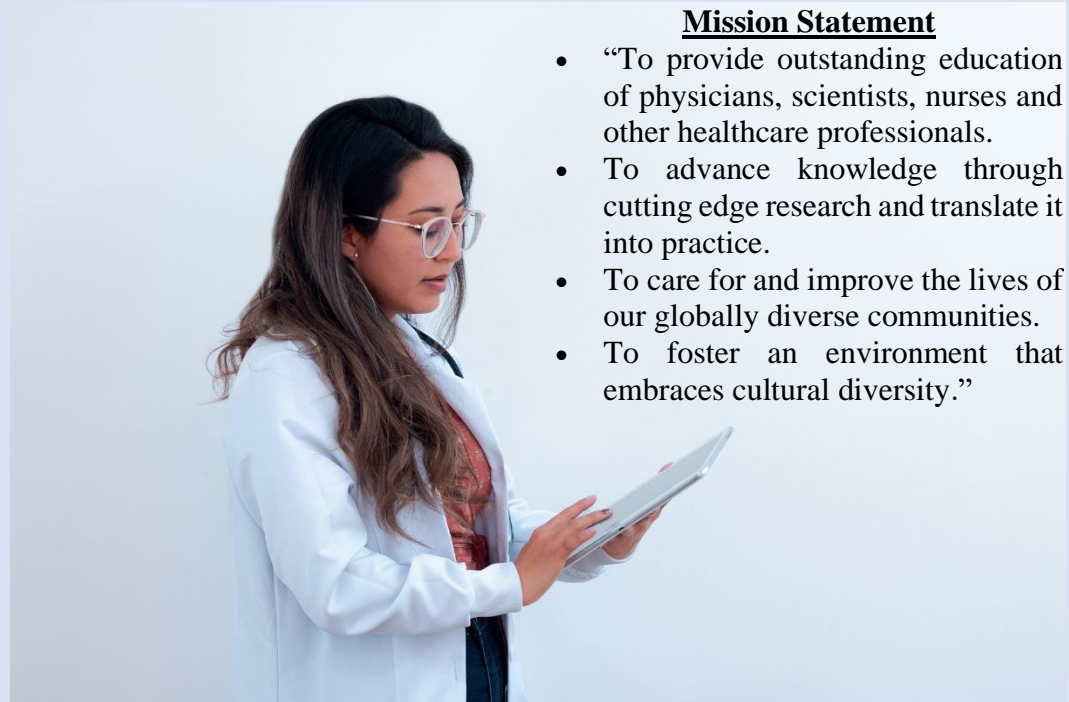 Mission Statement
• “To provide outstanding education
of physicians, scientists, nurses and
other healthcare professionals.
• To advance knowledge through
cutting edge research and translate it
into practice.
• To care for and improve the lives of
our globally diverse communities.
• To foster an environment that
embraces cultural diversity.”